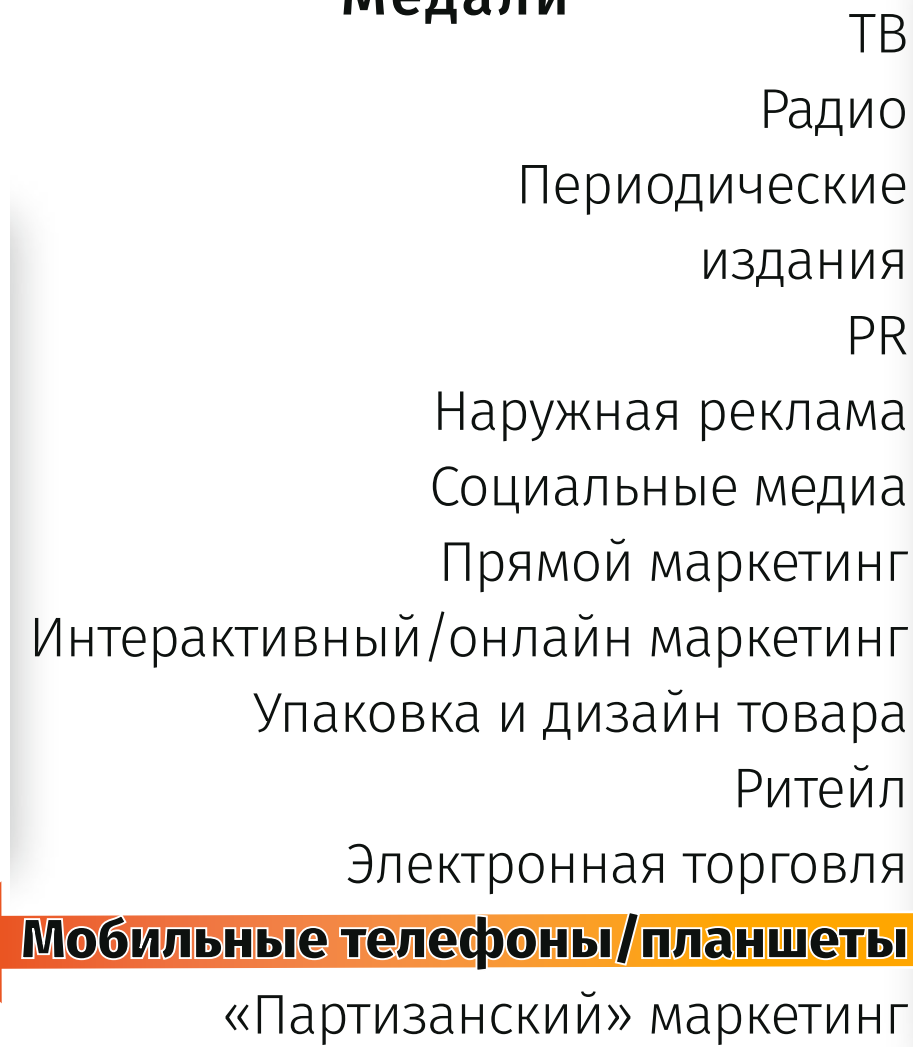 Медали
ТВ
Радио
Периодические
издания
PR
Наружная реклама
Социальные медиа
Прямой маркетинг
Интерактивный/онлайн маркетинг
Упаковка и дизайн товара
Ритейл
Электронная торговля
Мобильные телефоны/планшеты
«Партизанский» маркетинг